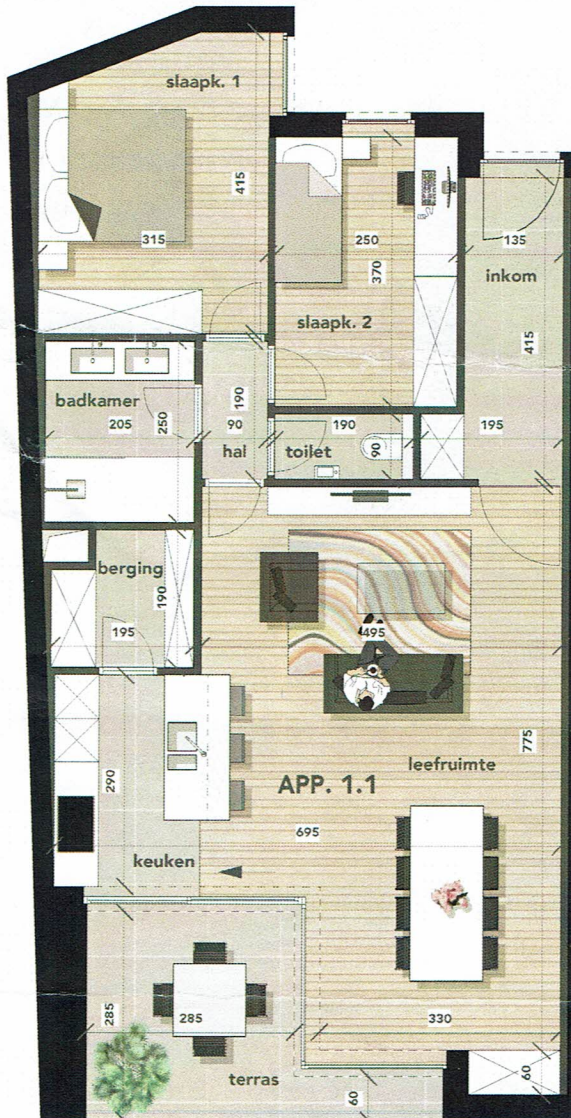 slaapk. 1
415
315
250
370
135
inkom
slaapk. 2
415
badkamer
205
250
190
90
hal
toilet
190
90
195
berging
190
195
495
775
290
leefruimte
APP. 1.1
695
keuken
285
285
330
terras
60
60